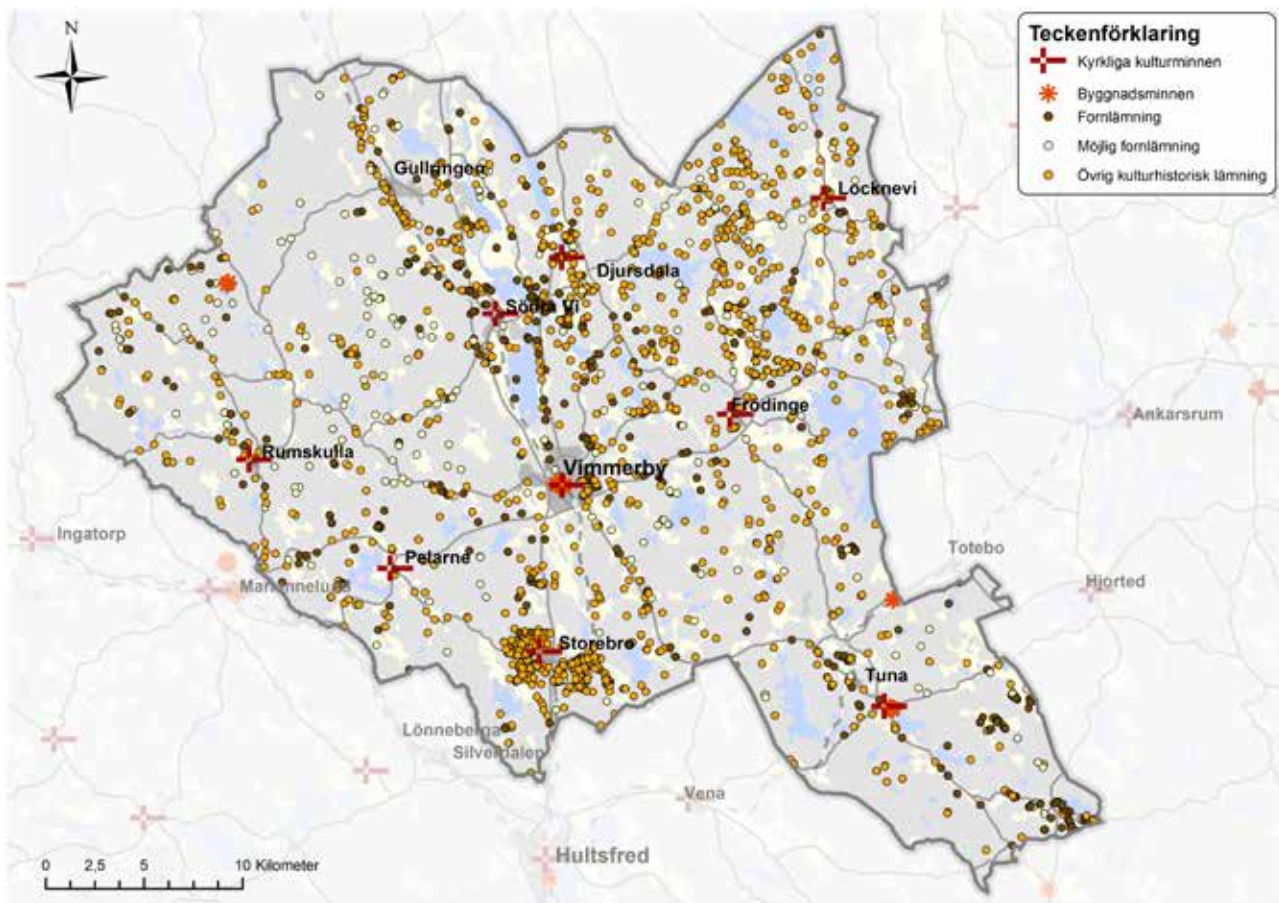 N
Teckenförklaring
Kyrkliga kulturminnen
Byggnadsminnen
Fornlämning
Möjlig fornlämning
Övrig kulturhistorisk lämning
Gullringen
Locknevi
Djursdala
Södra Vi
Frödinge
Ankarsrum
Rumskulla
Vimmerby
Ingatorp
Totebo
Pelarne
Mariannelund
Hjorted
Storebro
Tuna
Lönneberga
Silverdalen
Vena
Hultsfred
0 2,5 5 10 Kilometer